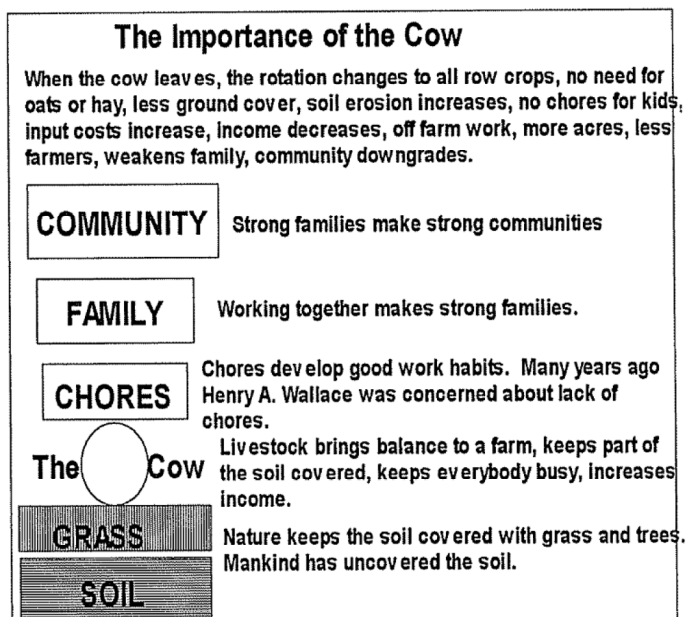 The Importance of the Cow
When the cow leaves, the rotation changes to all row crops, no need for
oats or hay, less ground cover, soil erosion increases, no chores for kids,
input costs increase, Income decreases, off farm work, more acres, less
farmers, weakens family, community downgrades.
COMMUNITY Strong families make strong communities
FAMILY Working together makes strong families.
Chores develop good work habits. Many years ago
CHORES Henry A. Wallace was concerned about lack of
chores.
Livestock brings balance to a farm, keeps part of
The Cow the soil covered, keeps everybody busy, increases
income.
GRASS Nature keeps the soil covered with grass and trees.
Mankind has uncovered the soil.
SOIL